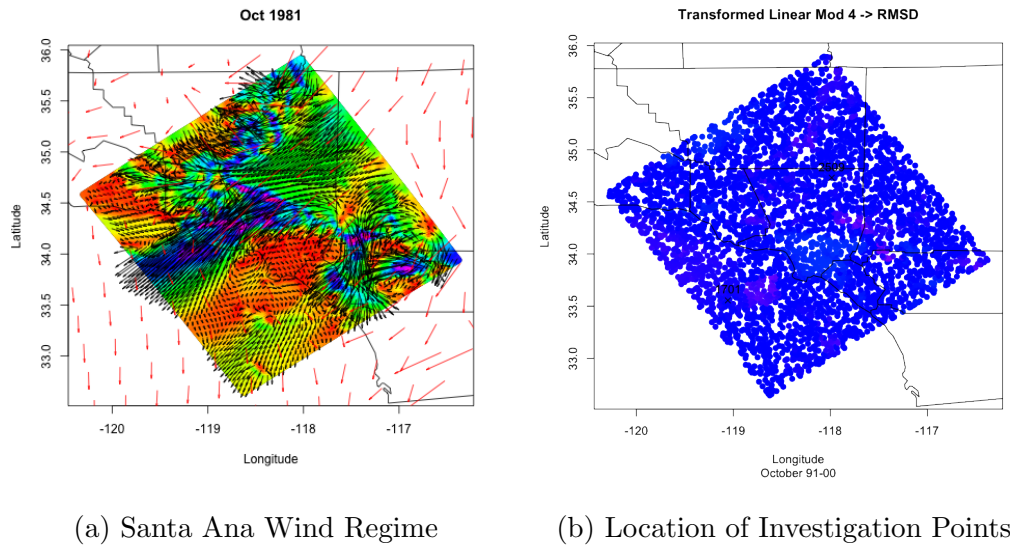 Oct 1981
36.0
35.5
35.0
34.5
34.0
33.5
33.0
Latitude
-120
-119
-118
-117
Longitude
(a) Santa Ana Wind Regime
Transformed Linear Mod 4 -> RMSD
36.0
35.5
35.0
34.5
34.0
33.5
33.0
Latitude
-120
-119
-118
-117
Longitude
October 91-00
(b) Location of Investigation Points